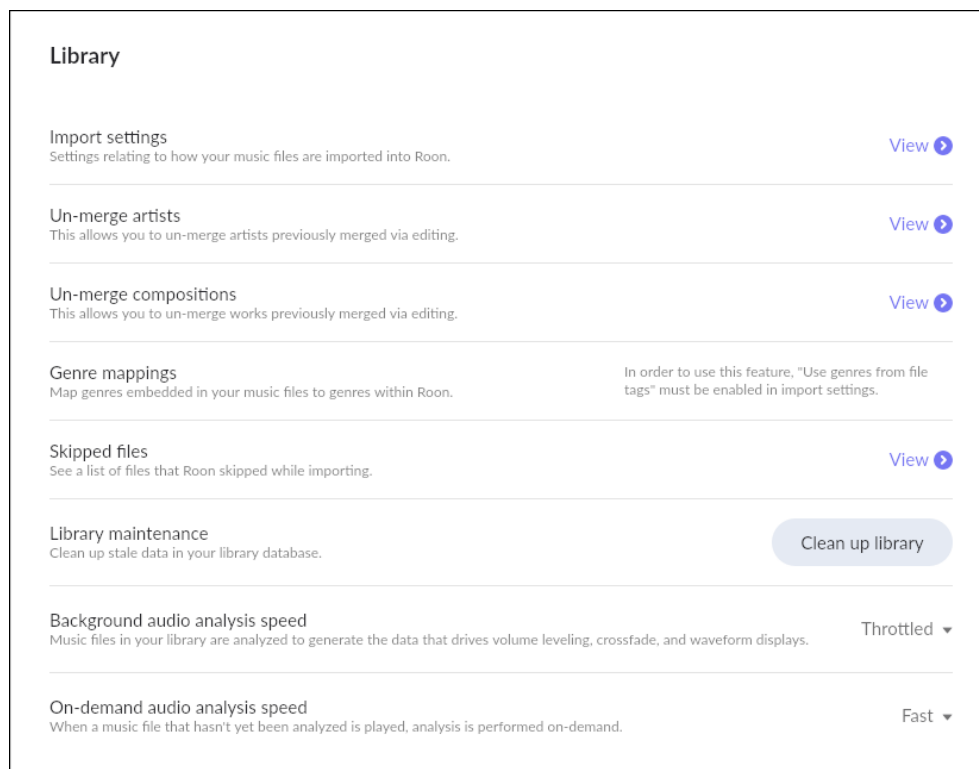 Library
Import settings
Settings relating to how your music files are imported into Roon.
View
Un-merge artists
This allows you to un-merge artists previously merged via editing.
View
Un-merge compositions
This allows you to un-merge works previously merged via editing.
View
Genre mappings
Map genres embedded in your music files to genres within Roon.
In order to use this feature, "Use genres from file
tags" must be enabled in import settings.
Skipped files
See a list of files that Roon skipped while importing.
View
Library maintenance
Clean up stale data in your library database.
Clean up library
Background audio analysis speed
Music files in your library are analyzed to generate the data that drives volume leveling, crossfade, and waveform displays.
Throttled
On-demand audio analysis speed
When a music file that hasn't yet been analyzed is played, analysis is performed on-demand.
Fast